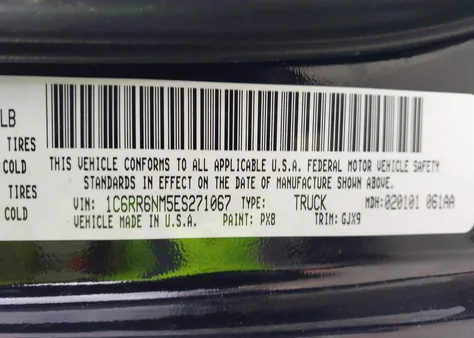 LB
TIRES
COLD
THIS VEHICLE CONFORMS TO ALL APPLICABLE U.S.A. FEDERAL MOTOR VEHICLE SAFETY
STANDARDS IN EFFECT ON THE DATE OF MANUFACTURE SHOWN ABOVE.
TIRES
VIN: 1C6RR6NM5ES271067 TYPE: TRUCK MDH: 020101 061AA
COLD
VEHICLE MADE IN U.S.A. PAINT: PX8 TRIM: GJX9